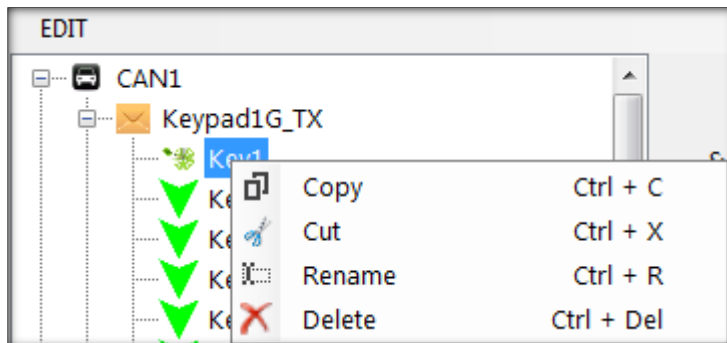 EDIT
CAN1
Keypad1G_TX
Key1
Copy Ctrl + C
Cut Ctrl + X
Rename Ctrl + R
Delete Ctrl + Del